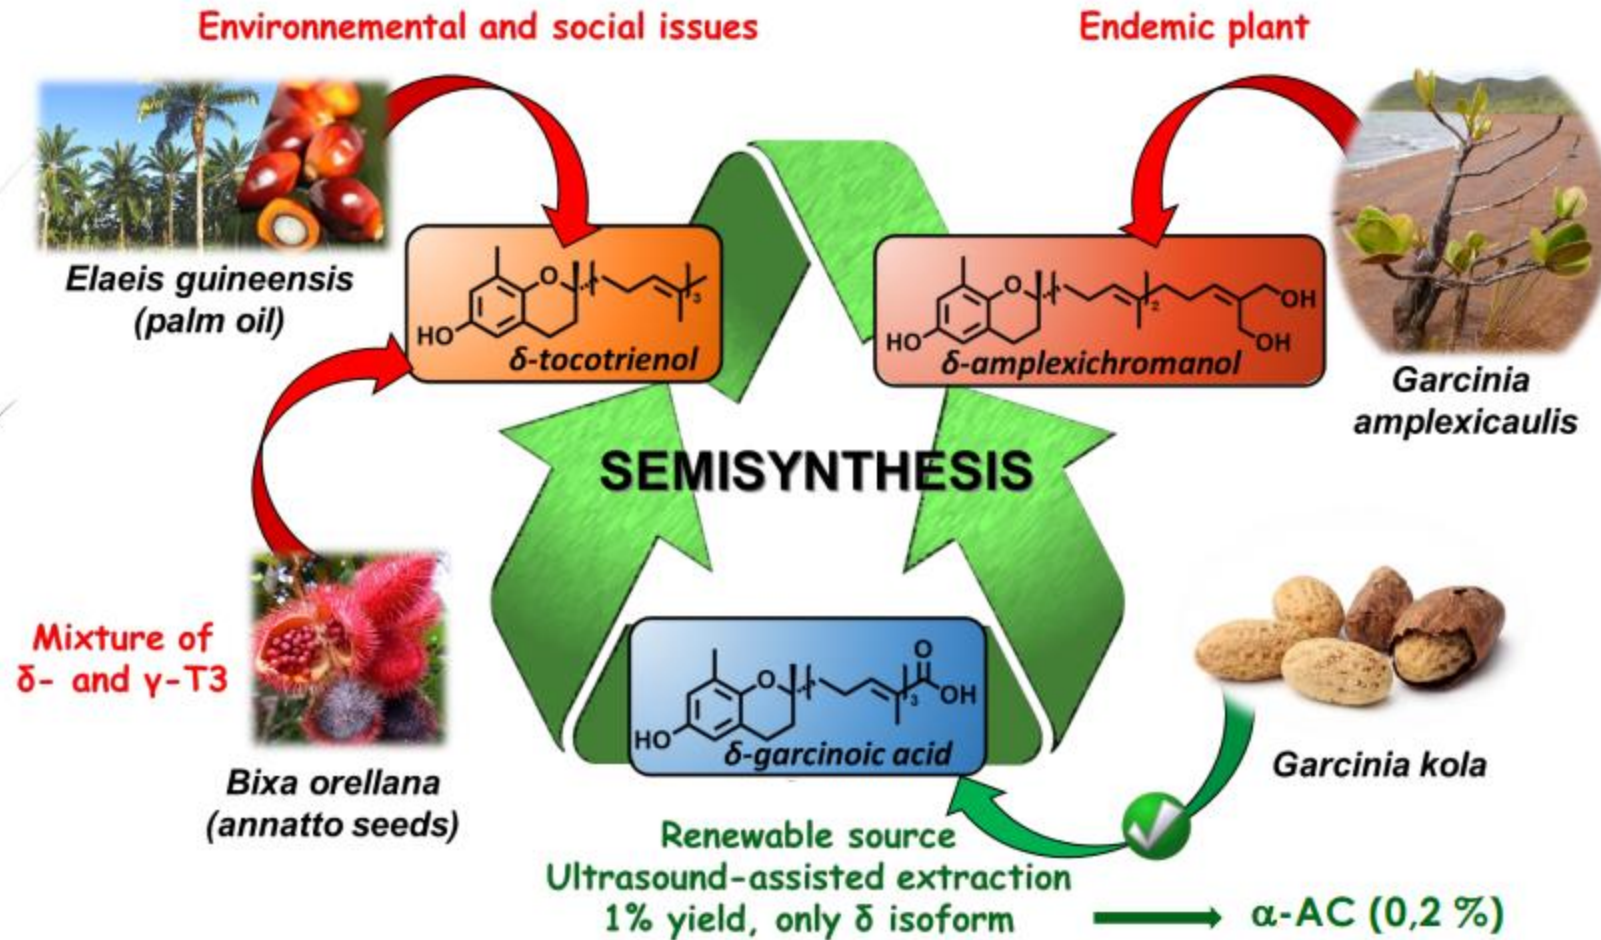 Environnemental and social issues
Endemic plant
Elaeis guineensis
(palm oil)
O
HO
3
δ-tocotrienol
O
HO
2
OH
OH
δ-amplexichromanol
Garcinia
amplexicaulis
SEMISYNTHESIS
Mixture of
δ- and γ-T3
Bixa orellana
(annatto seeds)
O
O
3
OH
HO
δ-garcinoic acid
Garcinia kola
Renewable source
Ultrasound-assisted extraction
1% yield, only δ isoform
α-AC (0,2 %)